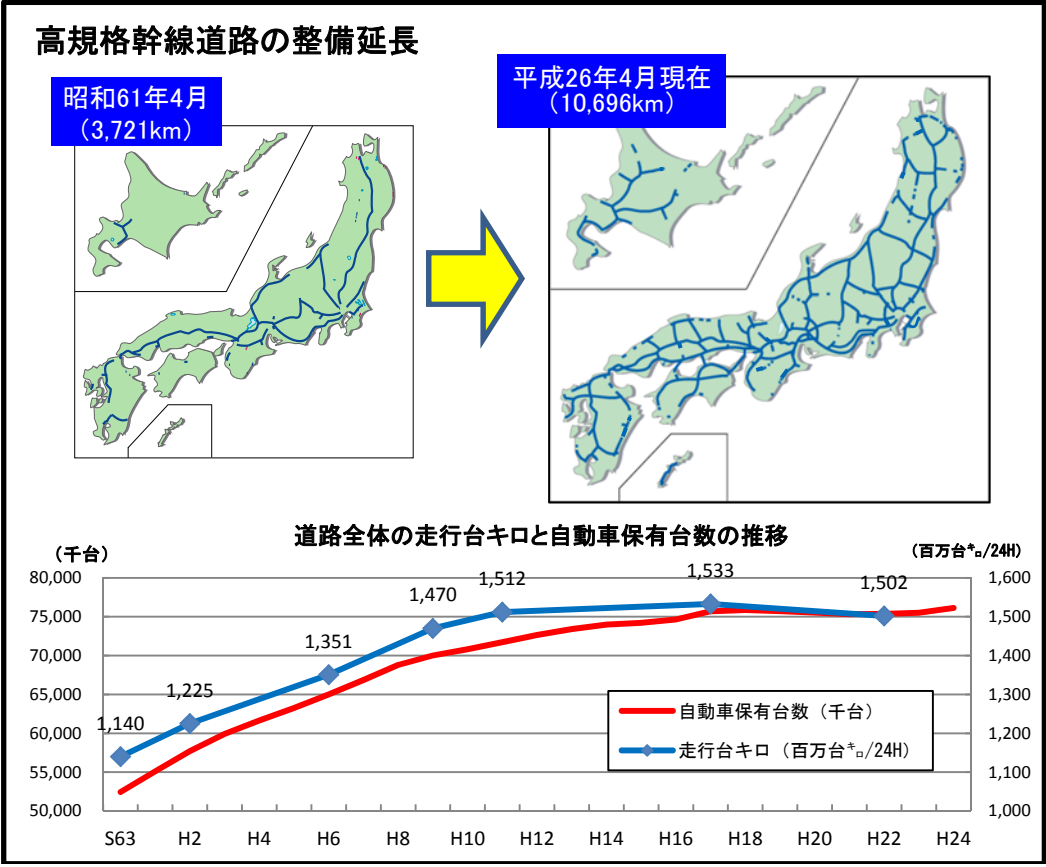 高規格幹線道路の整備延長
昭和61年4月
（3,721km）
平成26年4月現在
（10,696km）
道路全体の走行台キロと自動車保有台数の推移
（千台）
（百万台㌔/24H）
80,000
75,000
70,000
65,000
60,000
55,000
50,000
1,600
1,500
1,400
1,300
1,200
1,100
1,000
1,140
1,225
1,351
1,470
1,512
1,533
1,502
自動車保有台数（千台）
走行台キロ（百万台㌔/24H）
S63 H2 H4 H6 H8 H10 H12 H14 H16 H18 H20 H22 H24